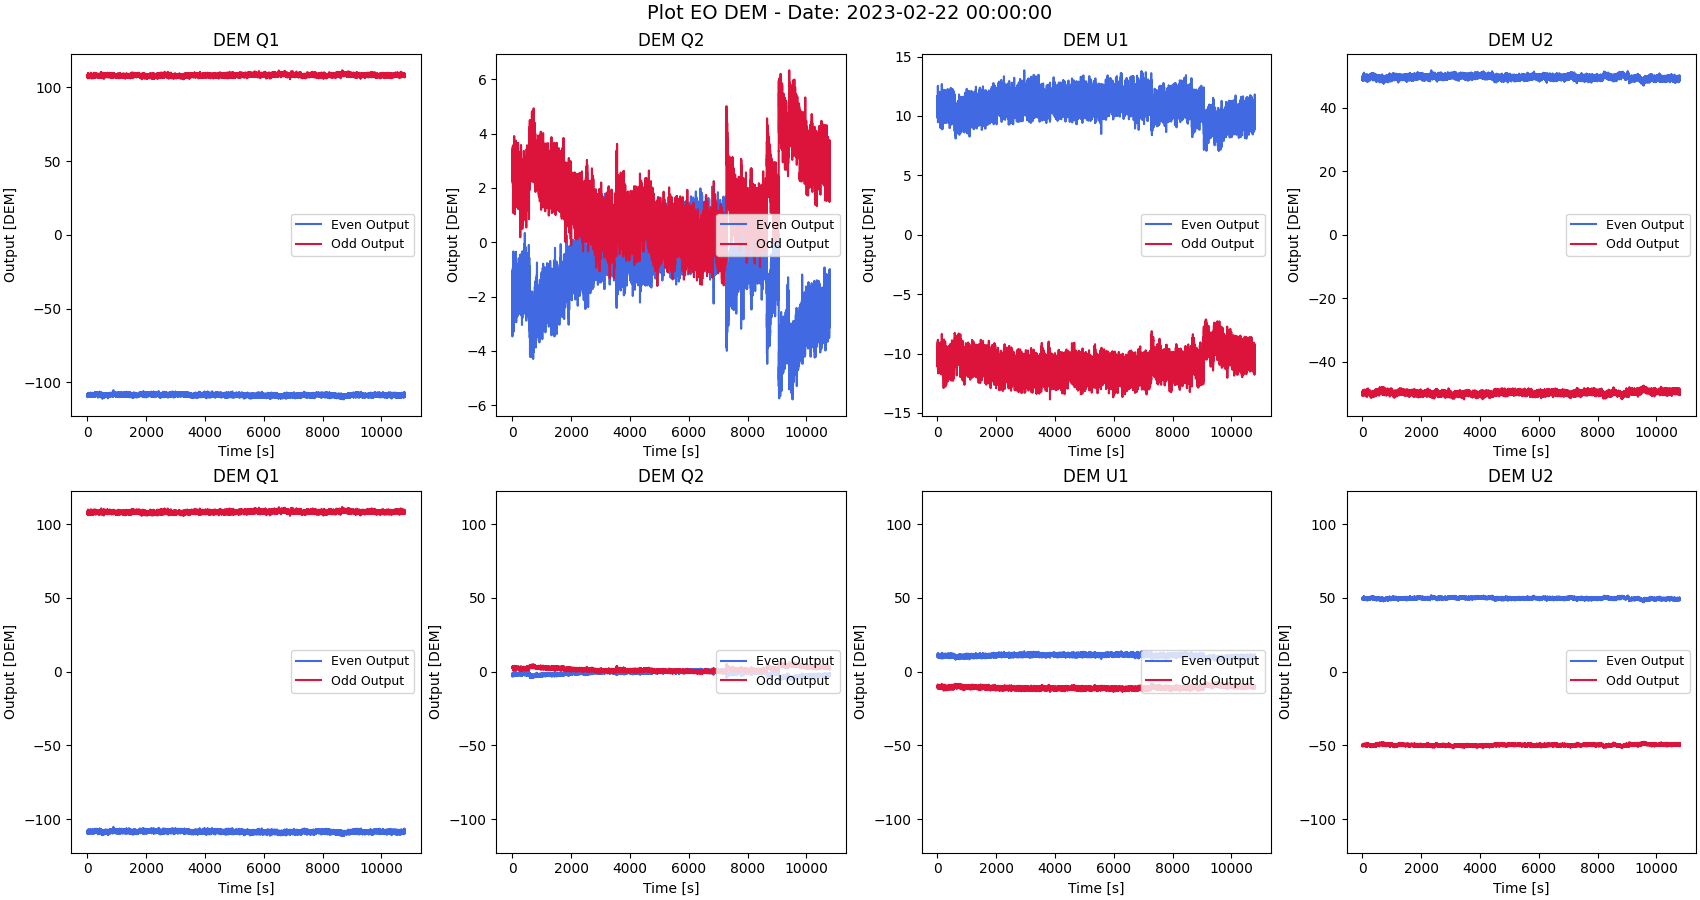 Plot EO DEM - Date: 2023-02-22 00:00:00
DEM Q1
Output [DEM]
100
50
0
−50
−100
Even Output
Odd Output
0 2000 4000 6000 8000 10000
Time [s]
DEM Q2
Output [DEM]
6
4
2
0
−2
−4
−6
Even Output
Odd Output
0 2000 4000 6000 8000 10000
Time [s]
DEM U1
Output [DEM]
15
10
5
0
−5
−10
−15
Even Output
Odd Output
0 2000 4000 6000 8000 10000
Time [s]
DEM U2
Output [DEM]
40
20
0
−20
−40
Even Output
Odd Output
0 2000 4000 6000 8000 10000
Time [s]
DEM Q1
Output [DEM]
100
50
0
−50
−100
Even Output
Odd Output
0 2000 4000 6000 8000 10000
Time [s]
DEM Q2
Output [DEM]
100
50
0
−50
−100
Even Output
Odd Output
0 2000 4000 6000 8000 10000
Time [s]
DEM U1
Output [DEM]
100
50
0
−50
−100
Even Output
Odd Output
0 2000 4000 6000 8000 10000
Time [s]
DEM U2
Output [DEM]
100
50
0
−50
−100
Even Output
Odd Output
0 2000 4000 6000 8000 10000
Time [s]